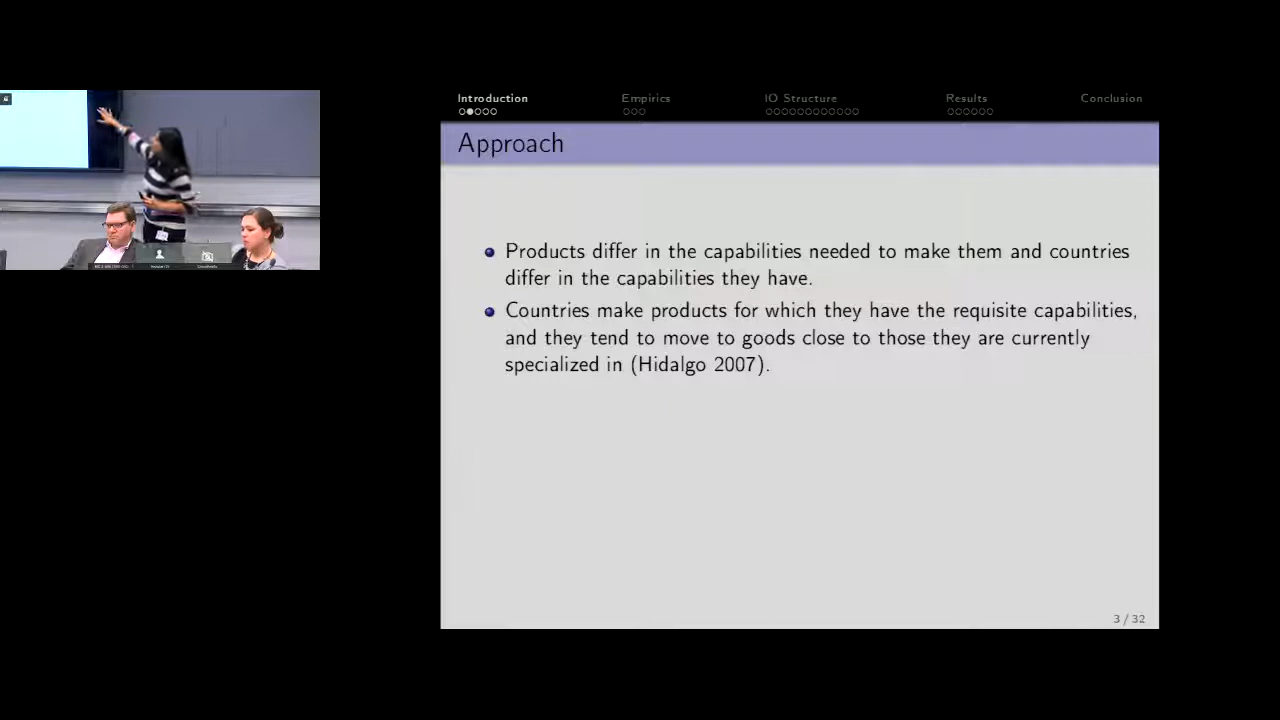 Introduction
Empirics
IO Structure
Results
Conclusion
Approach
Products differ in the capabilities needed to make them and countries
differ in the capabilities they have.
Countries make products for which they have the requisite capabilities,
and they tend to move to goods close to those they are currently
specialized in (Hidalgo 2007).
3 / 32